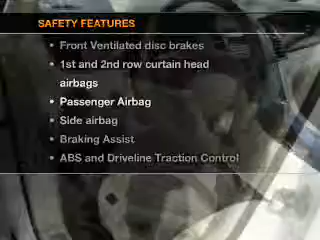 SAFETY FEATURES
• Front Ventilated disc brakes
• 1st and 2nd row curtain head
airbags
• Passenger Airbag
• Side airbag
• Braking Assist
• ABS and Driveline Traction Control